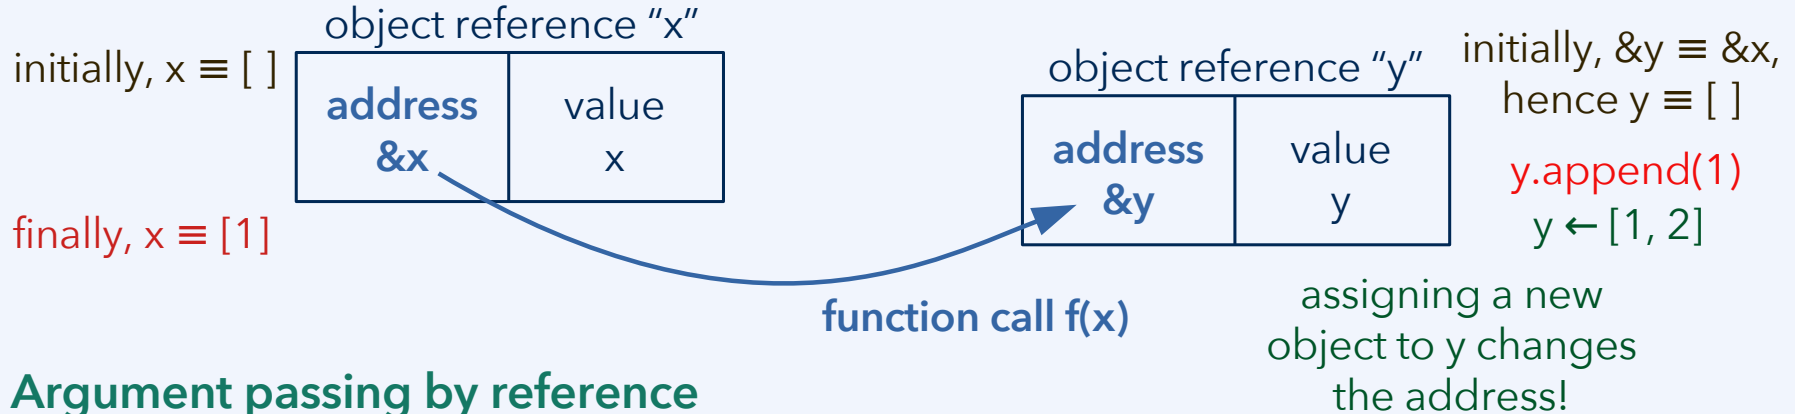 object reference “x”
initially, x ≡ [ ]
address
&x
value
x
finally, x ≡ [1]
function call f(x)
object reference “y”
address
&y
value
y
initially, &y ≡ &x,
hence y ≡ [ ]
y.append(1)
y ← [1, 2]
assigning a new
object to y changes
the address!
Argument passing by reference